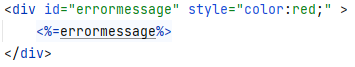 <div id="errormessage" style="color:red;" >
<%=errormessage%>
</div>